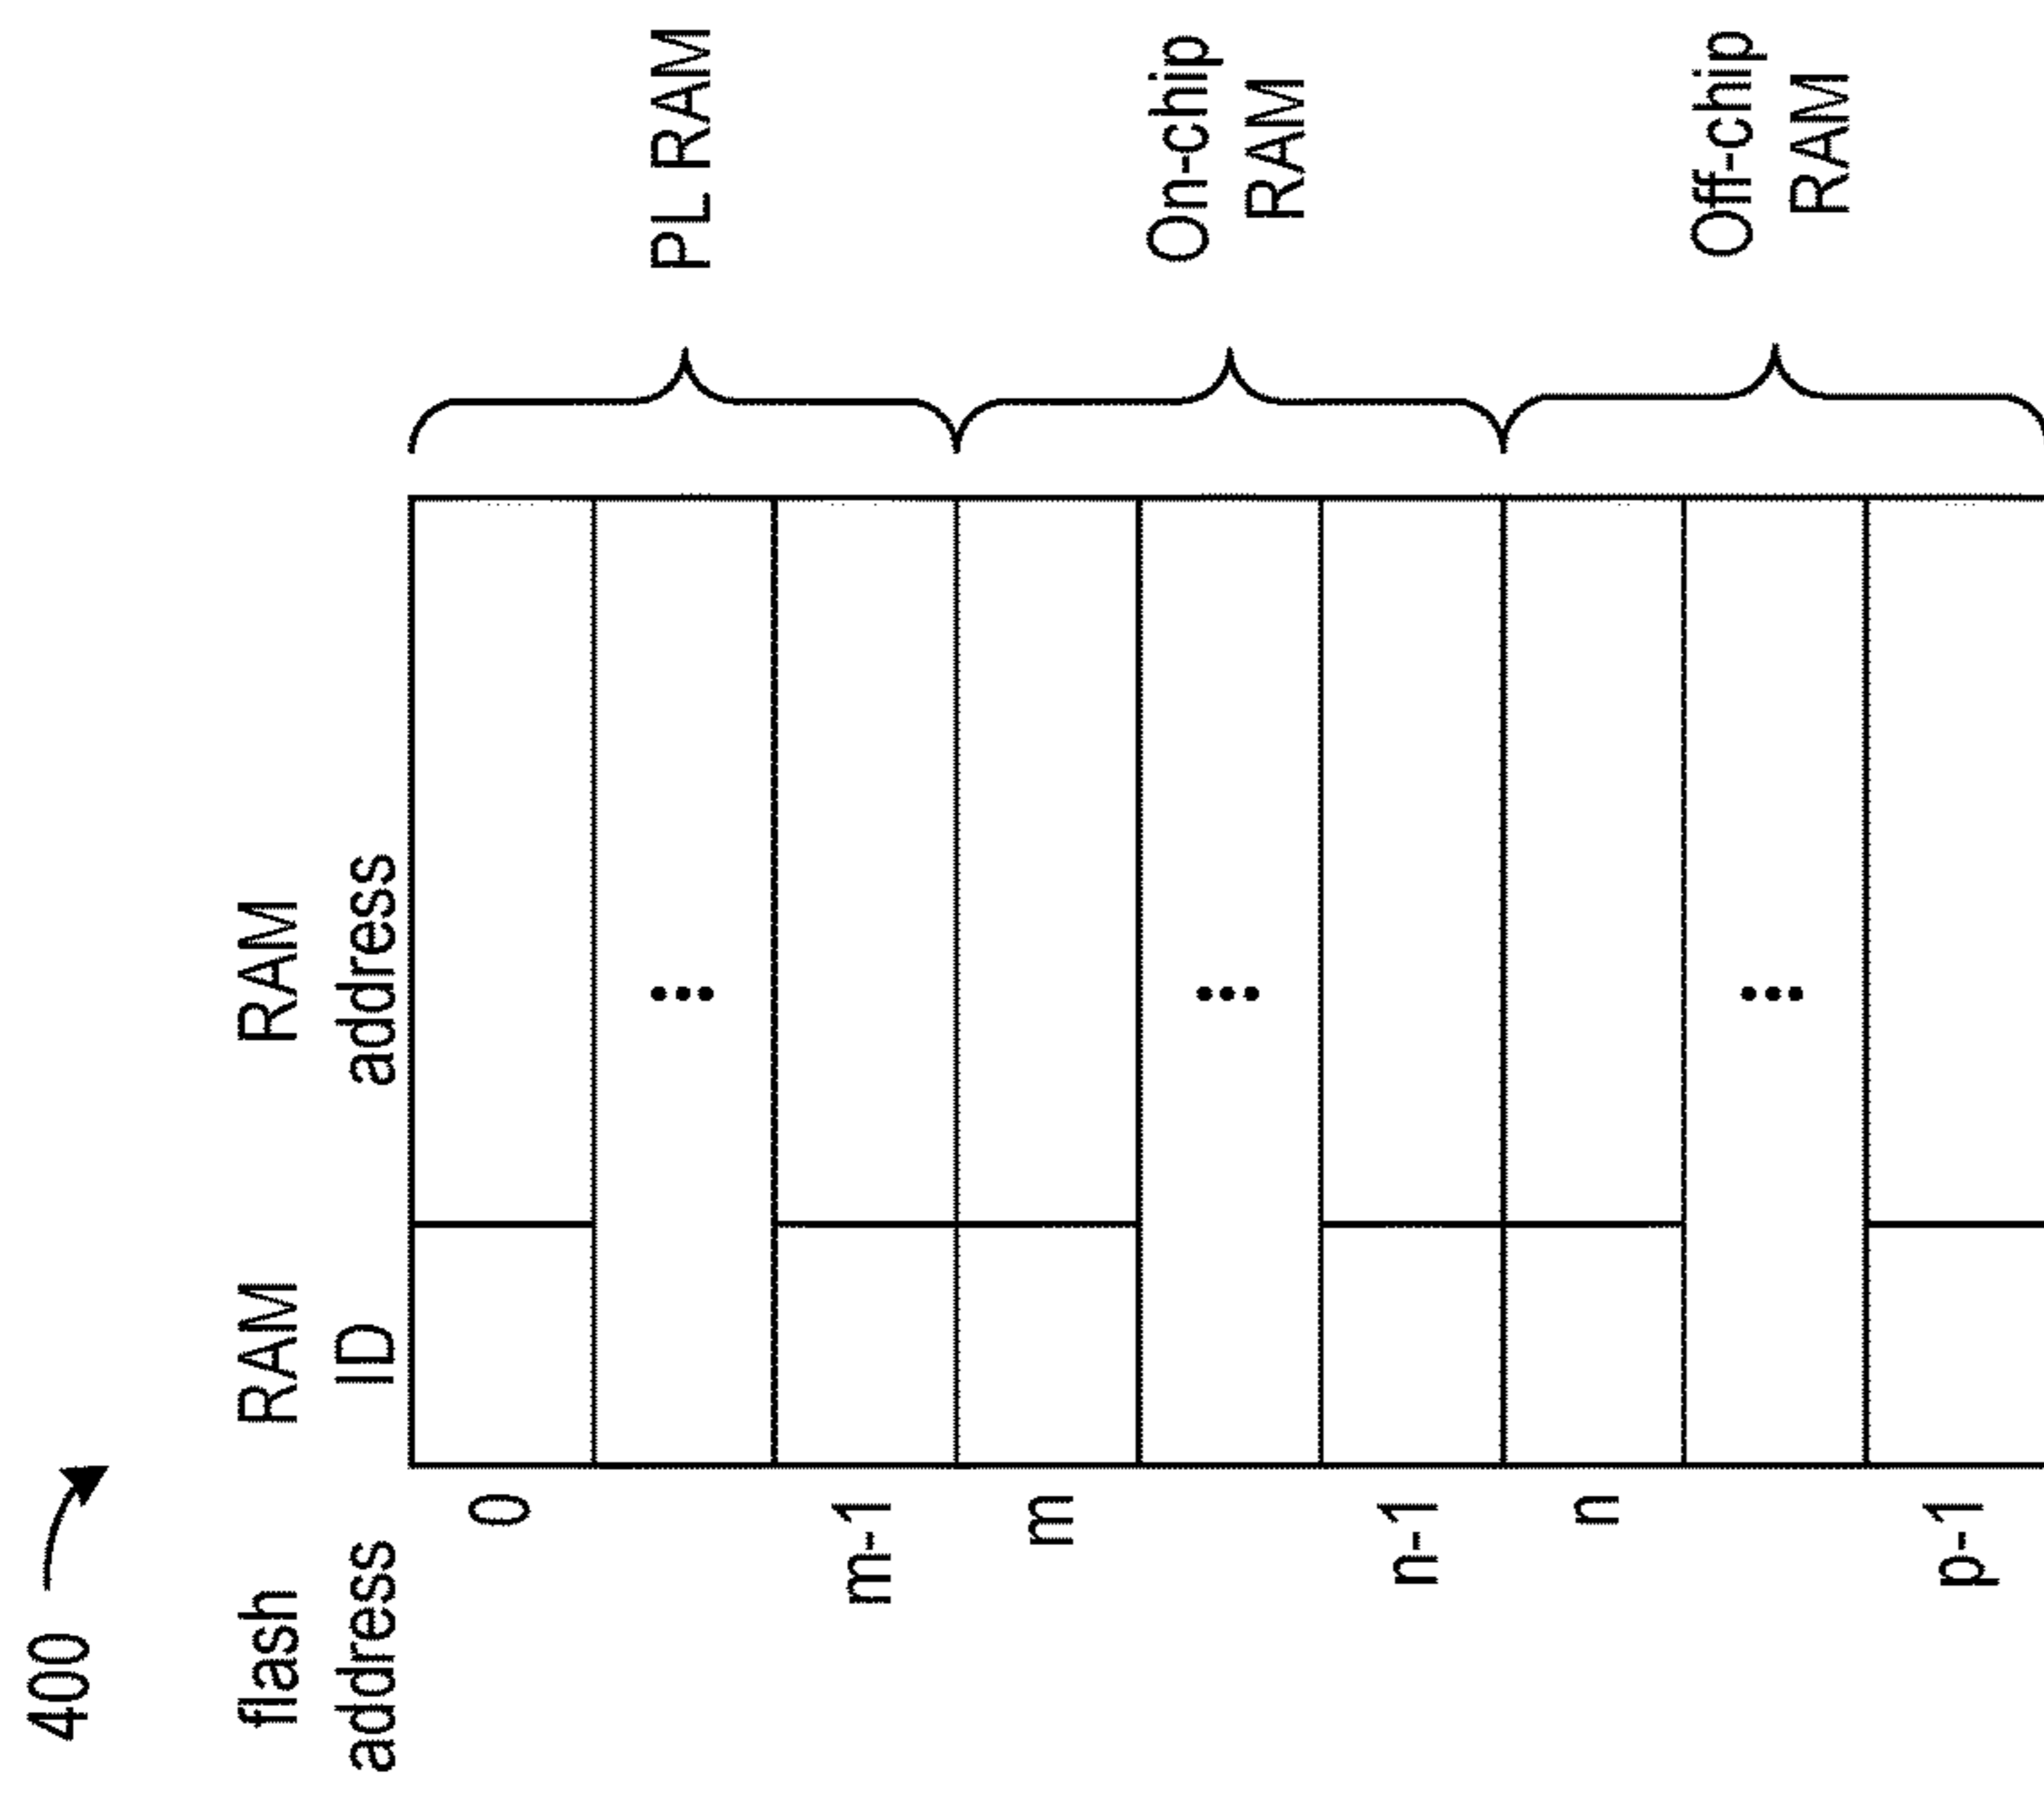 400
flash
address
RAM
ID
RAM
address
0
m-1
m
n-1
n
p-1
PL RAM
On-chip
RAM
Off-chip
RAM